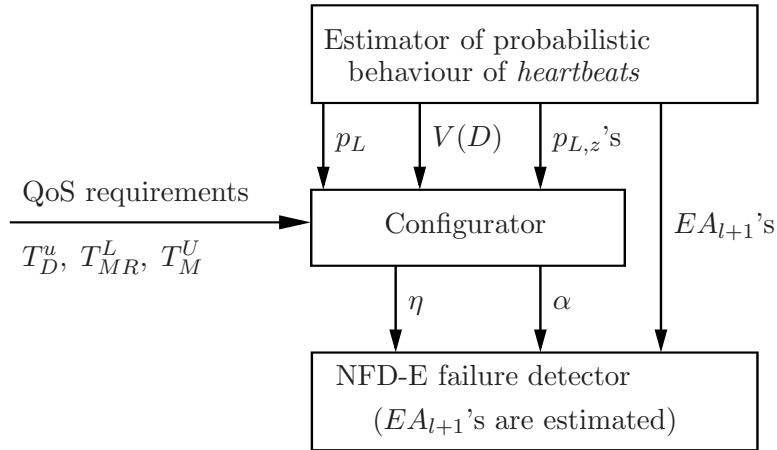 Estimator of probabilistic
behaviour of heartbeats
p_L
V(D)
p_{L,z}'s
QoS requirements
Configurator
EA_{l+1}'s
T_D^u, T_{MR}^L, T_M^U
η
α
NFD-E failure detector
(EA_{l+1}'s are estimated)